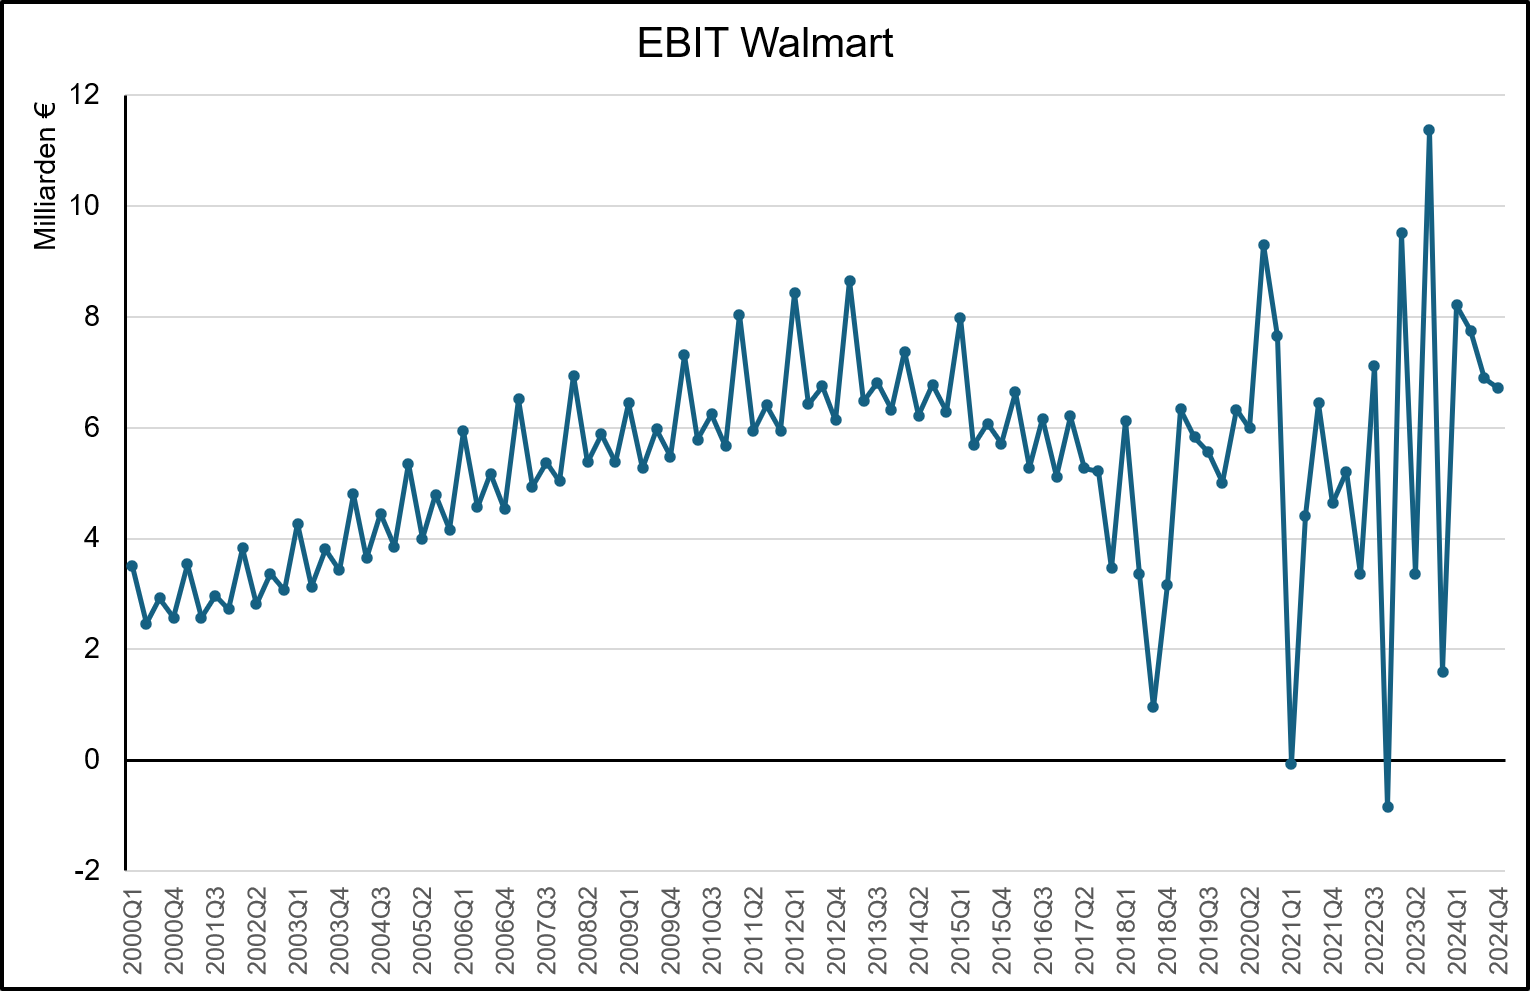 EBIT Walmart
Milliarden €
12
10
8
6
4
2
0
-2
2000Q1
2000Q4
2001Q3
2002Q2
2003Q1
2003Q4
2004Q3
2005Q2
2006Q1
2006Q4
2007Q3
2008Q2
2009Q1
2009Q4
2010Q3
2011Q2
2012Q1
2012Q4
2013Q3
2014Q2
2015Q1
2015Q4
2016Q3
2017Q2
2018Q1
2018Q4
2019Q3
2020Q2
2021Q1
2021Q4
2022Q3
2023Q2
2024Q1
2024Q4